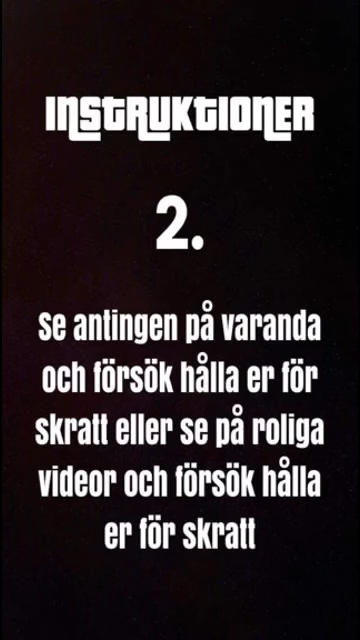 INSTRUKTIONER
2.
Se antingen på varanda
och försök hålla er för
skratt eller se på roliga
videor och försök hålla
er för skratt